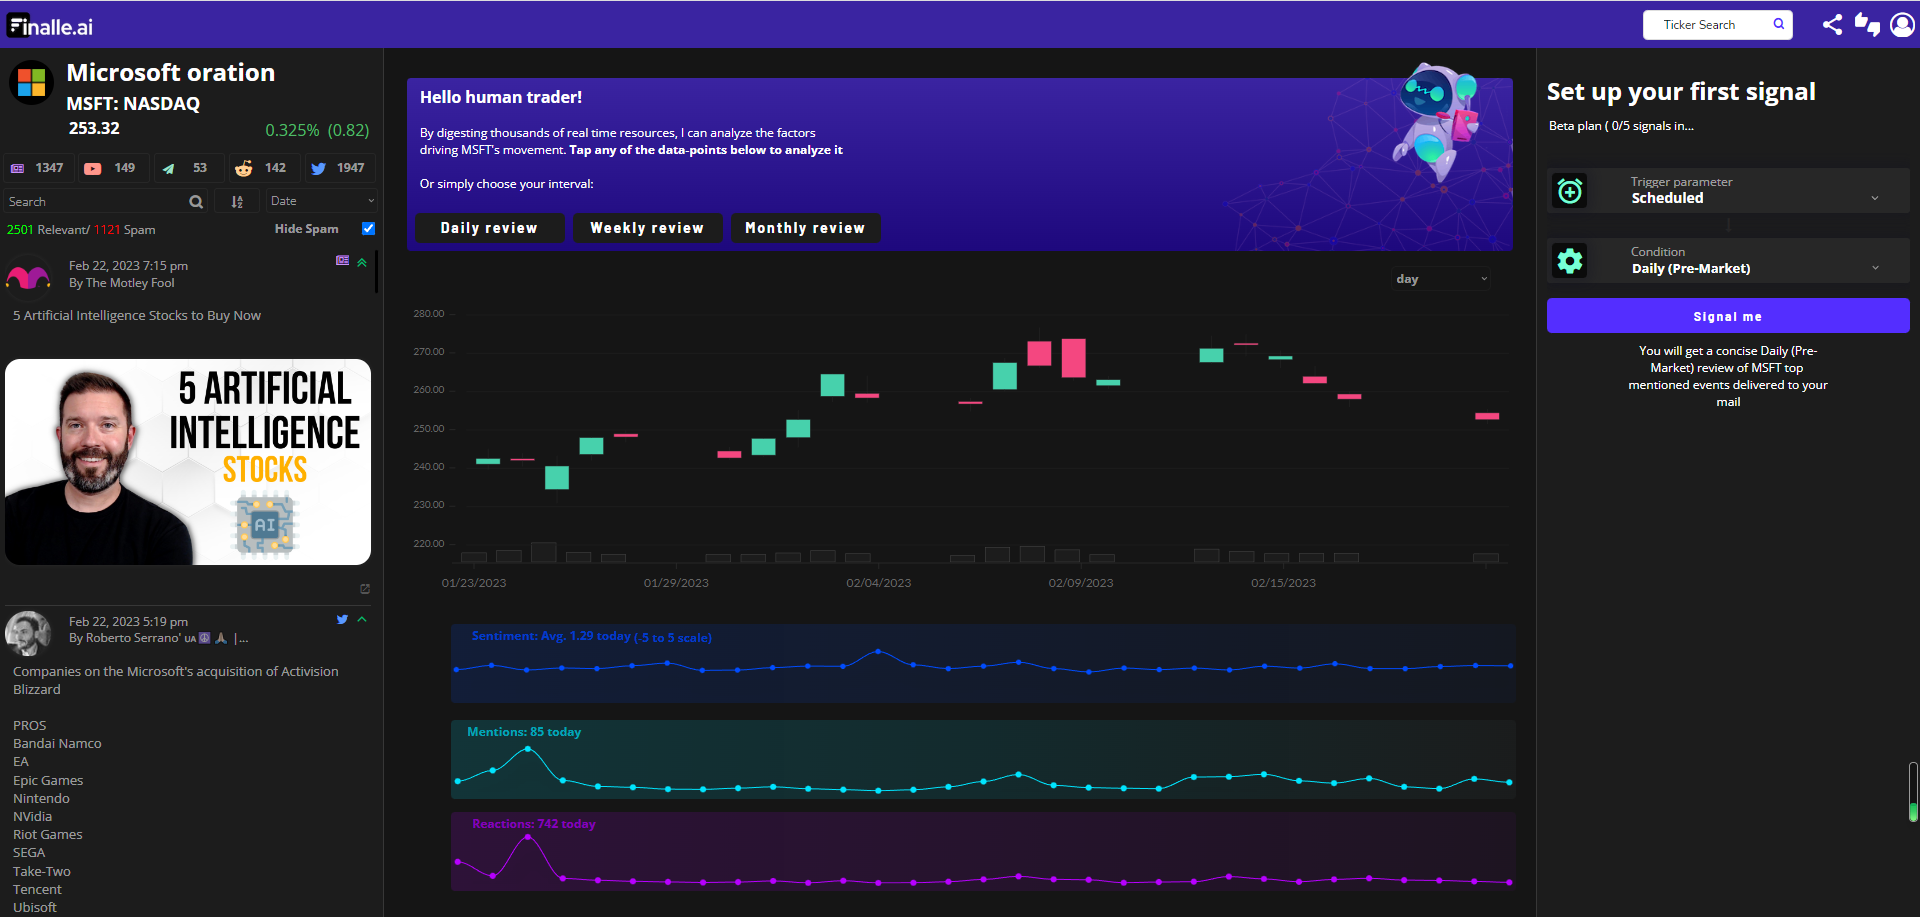 Finalle.ai
Ticker Search
Microsoft oration
MSFT: NASDAQ
253.32
0.325% (0.82)
1347
149
53
142
1947
Search
Date
2501 Relevant/ 1121 Spam
Hide Spam
Feb 22, 2023 7:15 pm
By The Motley Fool
5 Artificial Intelligence Stocks to Buy Now
5 ARTIFICIAL
INTELLIGENCE
STOCKS
AI
Feb 22, 2023 5:19 pm
By Roberto Serrano' UA ☮ 🙏🏽 |...
Companies on the Microsoft's acquisition of Activision
Blizzard
PROS
Bandai Namco
EA
Epic Games
Nintendo
NVidia
Riot Games
SEGA
Take-Two
Tencent
Ubisoft
Hello human trader!
By digesting thousands of real time resources, I can analyze the factors
driving MSFT's movement. Tap any of the data-points below to analyze it
Or simply choose your interval:
Daily review
Weekly review
Monthly review
day
280.00
270.00
260.00
250.00
240.00
230.00
220.00
01/23/2023
01/29/2023
02/04/2023
02/09/2023
02/15/2023
Sentiment: Avg. 1.29 today (-5 to 5 scale)
Mentions: 85 today
Reactions: 742 today
Set up your first signal
Beta plan ( 0/5 signals in...
Trigger parameter
Scheduled
Condition
Daily (Pre-Market)
Signal me
You will get a concise Daily (Pre-
Market) review of MSFT top
mentioned events delivered to your
mail